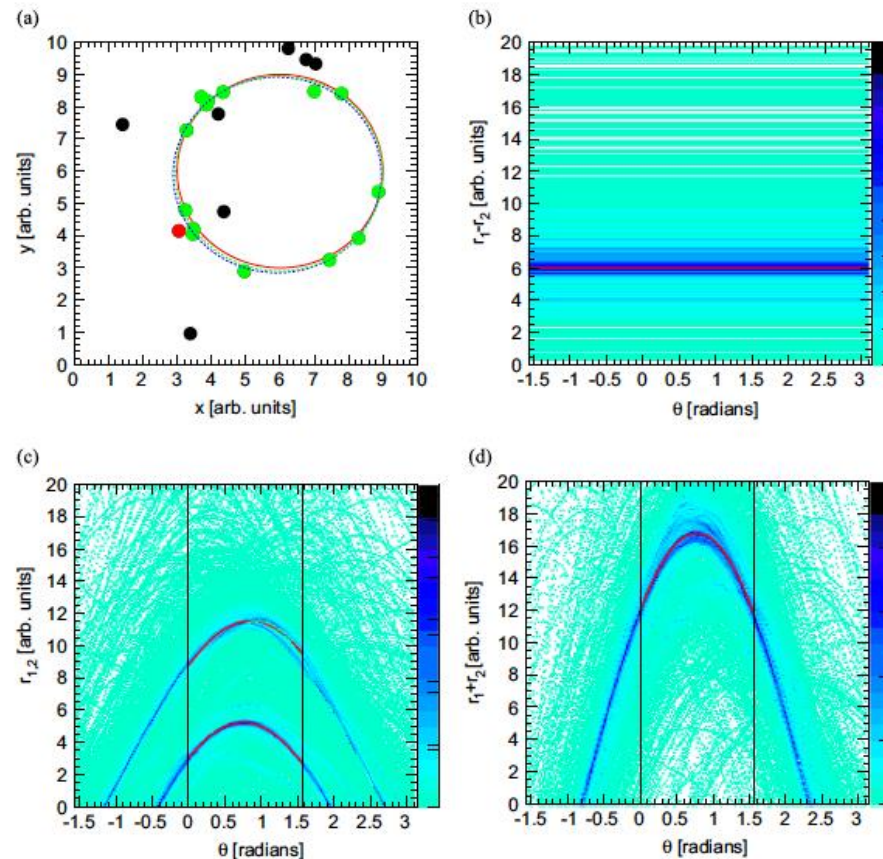 (a)
10
9
8
7
6
5
4
3
2
1
0
y [arb. units]
0 1 2 3 4 5 6 7 8 9 10
x [arb. units]
(b)
20
18
16
14
12
10
8
6
4
2
0
r1-r2 [arb. units]
-1.5 -1 -0.5 0 0.5 1 1.5 2 2.5 3
θ [radians]
(c)
20
18
16
14
12
10
8
6
4
2
0
r1,2 [arb. units]
-1.5 -1 -0.5 0 0.5 1 1.5 2 2.5 3
θ [radians]
(d)
20
18
16
14
12
10
8
6
4
2
0
r1+r2 [arb. units]
-1.5 -1 -0.5 0 0.5 1 1.5 2 2.5 3
θ [radians]